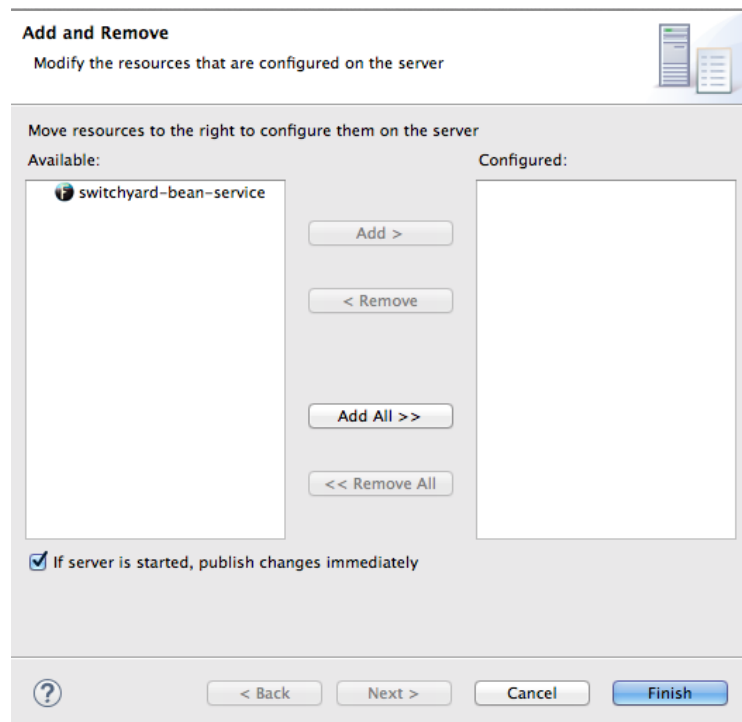 Add and Remove
Modify the resources that are configured on the server
Move resources to the right to configure them on the server
Available:
Configured:
switchyard-bean-service
Add >
< Remove
Add All >>
<< Remove All
If server is started, publish changes immediately
?
< Back
Next >
Cancel
Finish